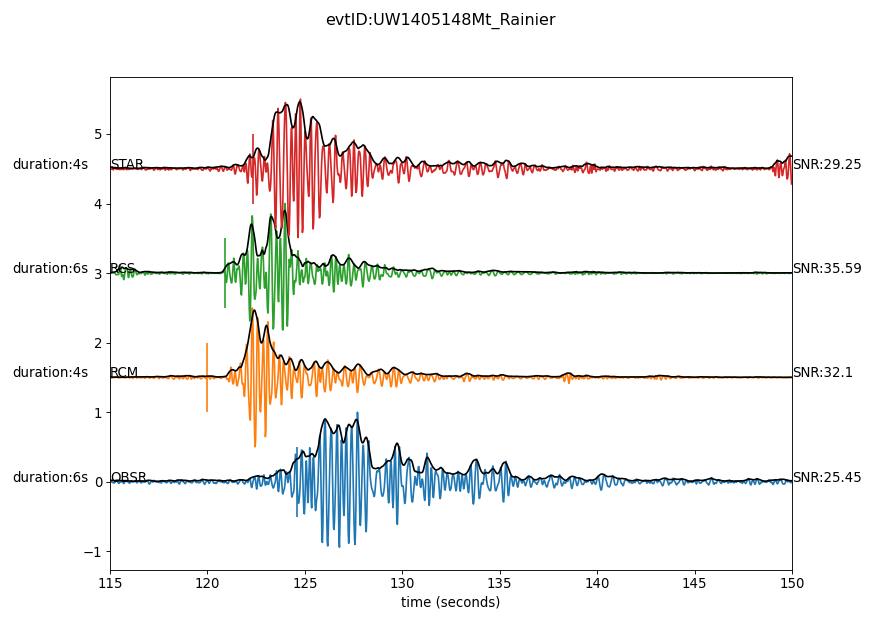 evtID:UW1405148Mt_Rainier
5
duration:4s STAR SNR:29.25
4
duration:6s RCS SNR:35.59
3
2
duration:4s RCM SNR:32.1
1
duration:6s OBSR SNR:25.45
0
−1
115 120 125 130 135 140 145 150
time (seconds)